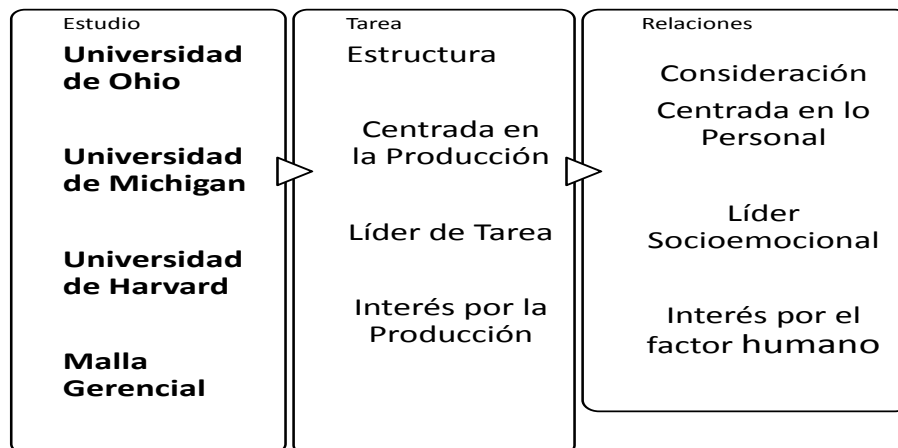 Estudio
Universidad
de Ohio
Universidad
de Michigan
Universidad
de Harvard
Malla
Gerencial
Tarea
Estructura
Centrada en
la Producción
Líder de Tarea
Interés por la
Producción
Relaciones
Consideración
Centrada en lo
Personal
Líder
Socioemocional
Interés por el
factor humano